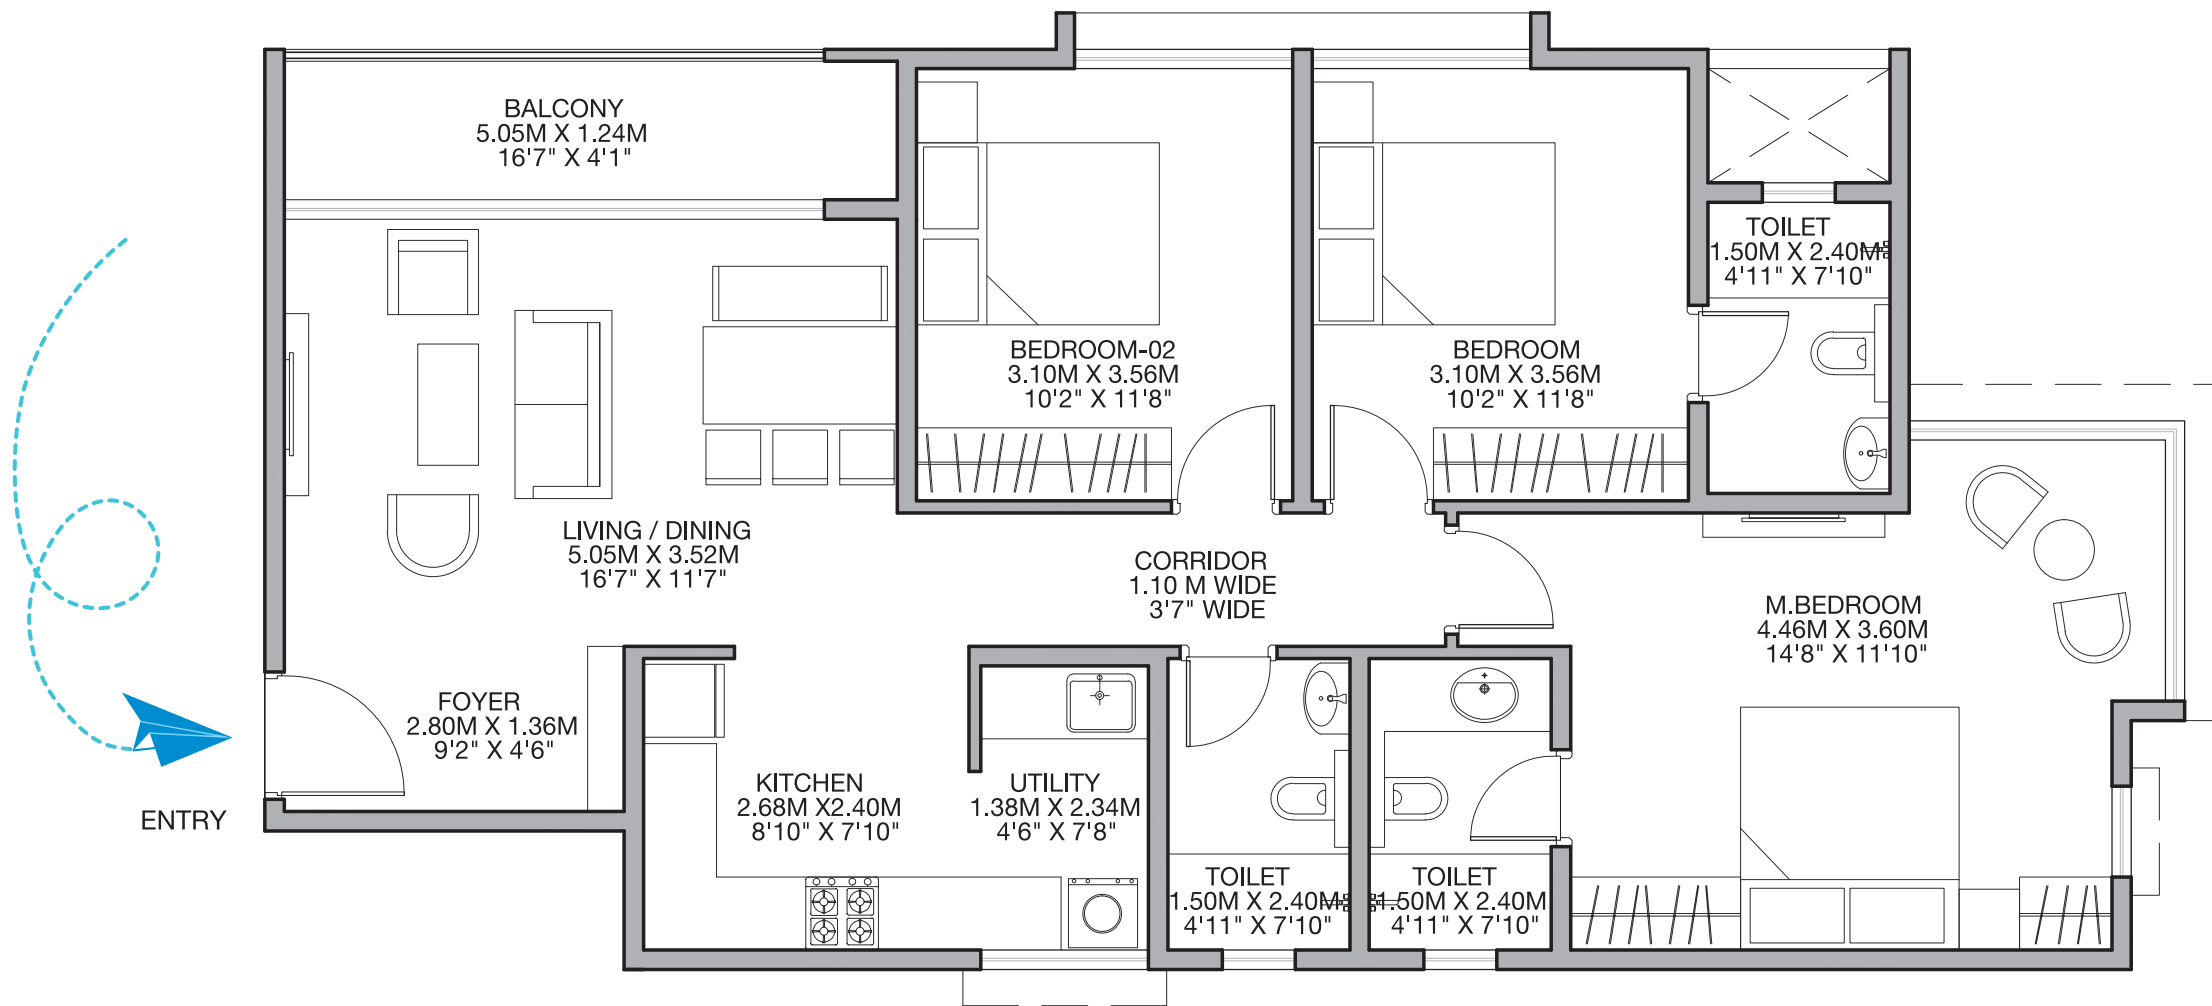 BALCONY
5.05M X 1.24M
16'7" X 4'1"
TOILET
1.50M X 2.40M
4'11" X 7'10"
BEDROOM-02
3.10M X 3.56M
10'2" X 11'8"
BEDROOM
3.10M X 3.56M
10'2" X 11'8"
LIVING / DINING
5.05M X 3.52M
16'7" X 11'7"
CORRIDOR
1.10 M WIDE
3'7" WIDE
M.BEDROOM
4.46M X 3.60M
14'8" X 11'10"
FOYER
2.80M X 1.36M
9'2" X 4'6"
ENTRY
KITCHEN
2.68M X2.40M
8'10" X 7'10"
UTILITY
1.38M X 2.34M
4'6" X 7'8"
TOILET
1.50M X 2.40M
4'11" X 7'10"
TOILET
1.50M X 2.40M
4'11" X 7'10"